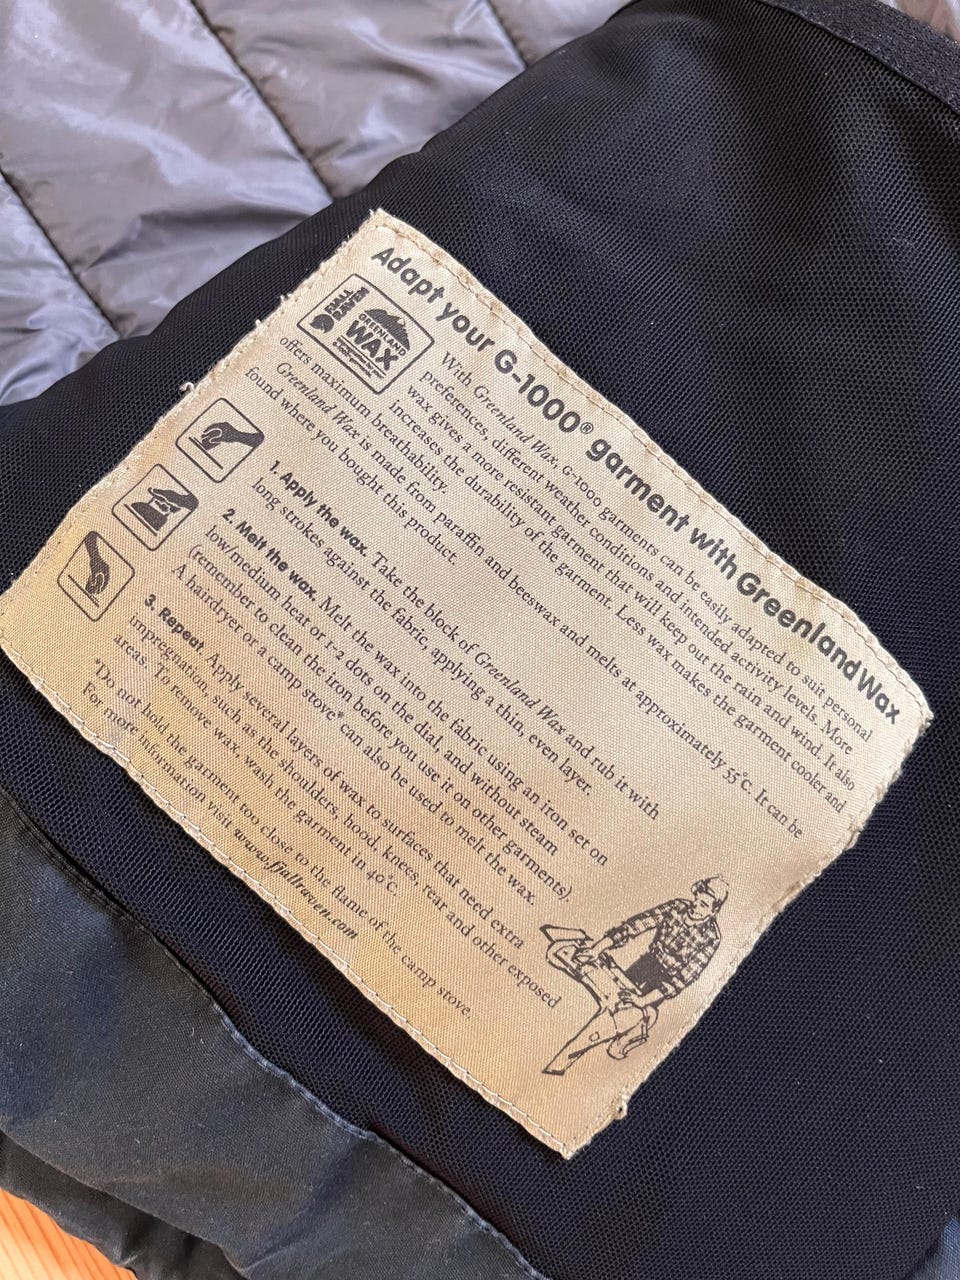 Adapt your G-1000® garment with Greenland Wax
FJÄLL
RÄVEN
GREENLAND
WAX
With Greenland Wax, G-1000 garments can be easily adapted to suit personal
preferences, different weather conditions and intended activity levels. More
wax gives a more resistant garment that will keep out the rain and wind. It also
increases the durability of the garment. Less wax makes the garment cooler and
offers maximum breathability.
Greenland Wax is made from paraffin and beeswax and melts at approximately 55°C. It can be
found where you bought this product.
1. Apply the wax. Take the block of Greenland Wax and rub it with
long strokes against the fabric, applying a thin, even layer.
2. Melt the wax. Melt the wax into the fabric using an iron set on
low/medium heat or 1-2 dots on the dial, and without steam
(remember to clean the iron before you use it on other garments).
A hairdryer or a camp stove* can also be used to melt the wax.
3. Repeat. Apply several layers of wax to surfaces that need extra
impregnation, such as the shoulders, hood, knees, rear and other exposed
areas. To remove wax, wash the garment in 40°C.
*Do not hold the garment too close to the flame of the camp stove.
For more information visit www.fjallraven.com